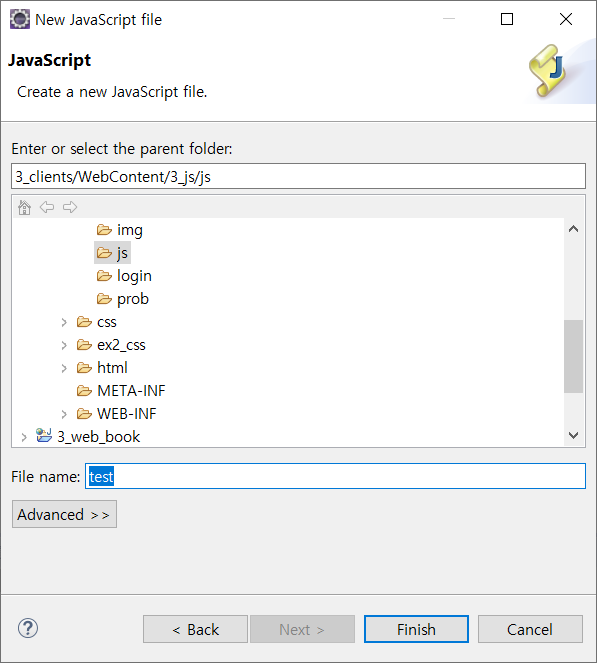 New JavaScript file
JavaScript
Create a new JavaScript file.
Enter or select the parent folder:
3_clients/WebContent/3_js/js
img
js
login
prob
css
ex2_css
html
META-INF
WEB-INF
3_web_book
File name: test
Advanced >>
< Back
Next >
Finish
Cancel